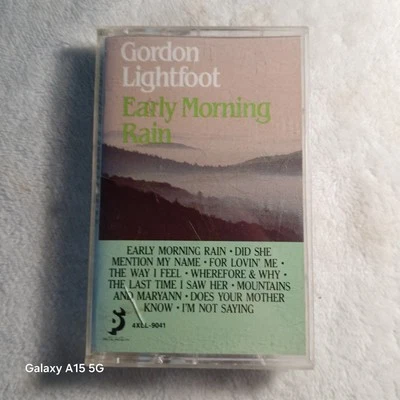 Gordon
Lightfoot
Early Morning
Rain
EARLY MORNING RAIN • DID SHE
MENTION MY NAME • FOR LOVIN' ME •
THE WAY I FEEL • WHEREFORE & WHY •
THE LAST TIME I SAW HER • MOUNTAINS
AND MARYANN • DOES YOUR MOTHER
KNOW • I'M NOT SAYING
4XLL-9041
Galaxy A15 5G